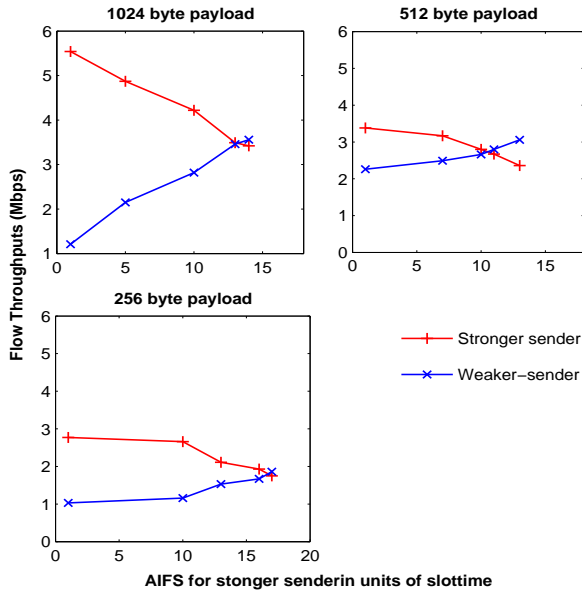 1024 byte payload
6
5
4
3
2
1
0 5 10 15
512 byte payload
6
5
4
3
2
1
0
0 5 10 15
Flow Throughputs (Mbps)
256 byte payload
6
5
4
3
2
1
0
0 5 10 15 20
Stronger sender
Weaker−sender
AIFS for stonger senderin units of slottime